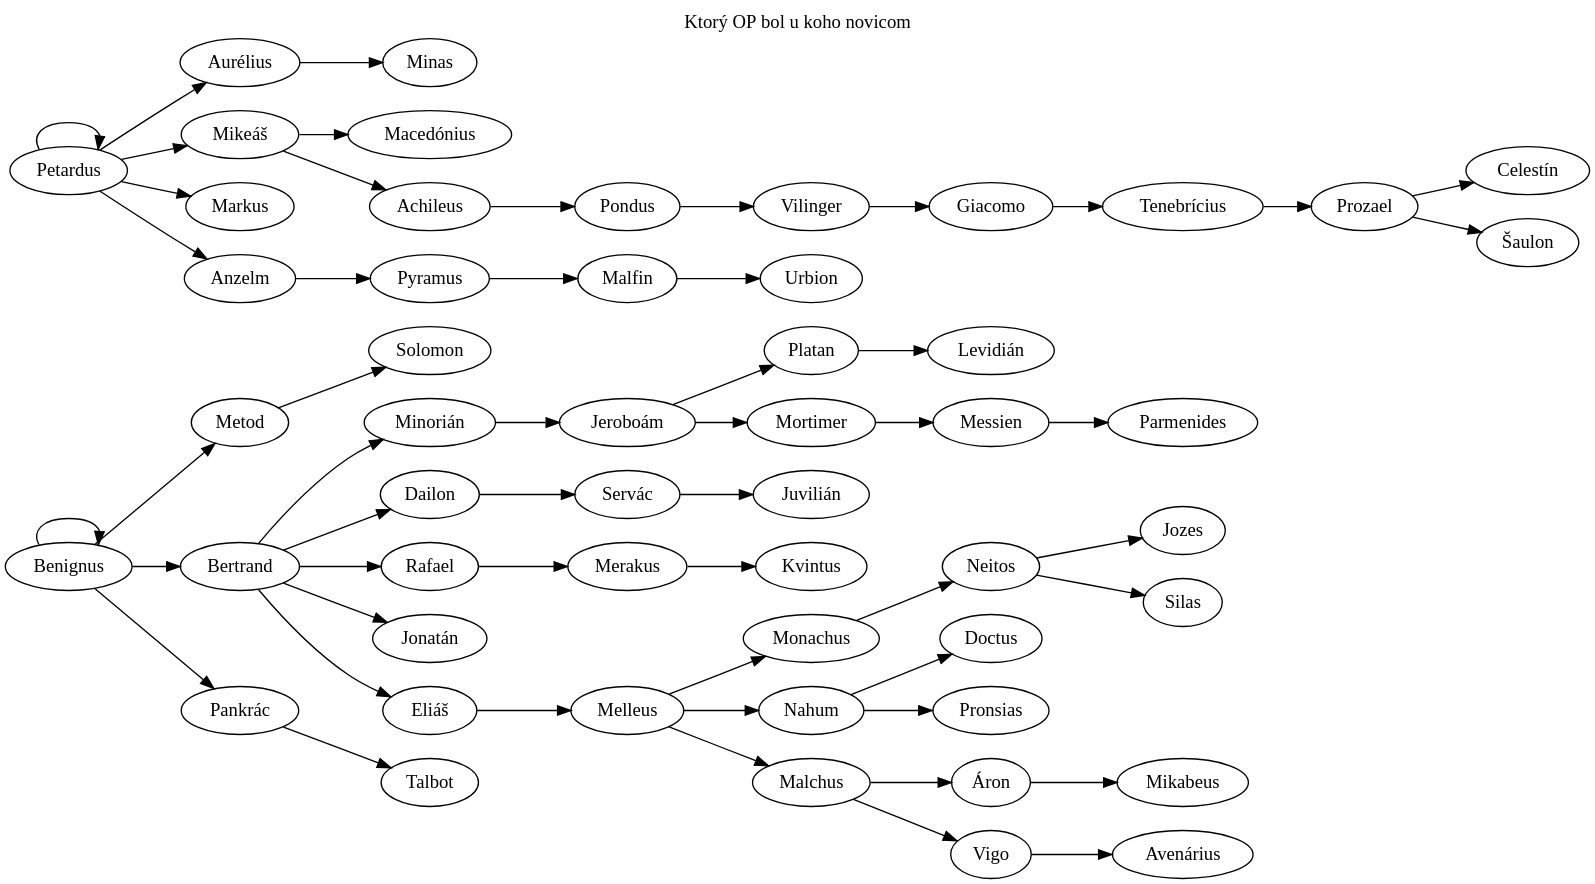 Ktorý OP bol u koho novicom
Aurélius
Minas
Mikeáš
Macedónius
Petardus
Markus
Achileus
Pondus
Vilinger
Giacomo
Tenebrícius
Prozael
Celestín
Šaulon
Anzelm
Pyramus
Malfin
Urbion
Solomon
Platan
Levidián
Metod
Minorián
Jeroboám
Mortimer
Messien
Parmenides
Dailon
Servác
Juvilián
Benignus
Bertrand
Rafael
Merakus
Kvintus
Neitos
Jozes
Silas
Jonatán
Monachus
Doctus
Pankrác
Eliáš
Melleus
Nahum
Pronsias
Talbot
Malchus
Áron
Mikabeus
Vigo
Avenárius